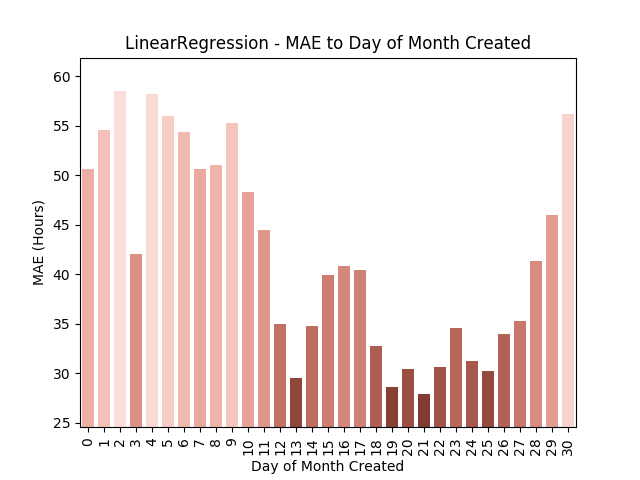 LinearRegression - MAE to Day of Month Created
MAE (Hours)
60
55
50
45
40
35
30
25
0 1 2 3 4 5 6 7 8 9 10 11 12 13 14 15 16 17 18 19 20 21 22 23 24 25 26 27 28 29 30
Day of Month Created